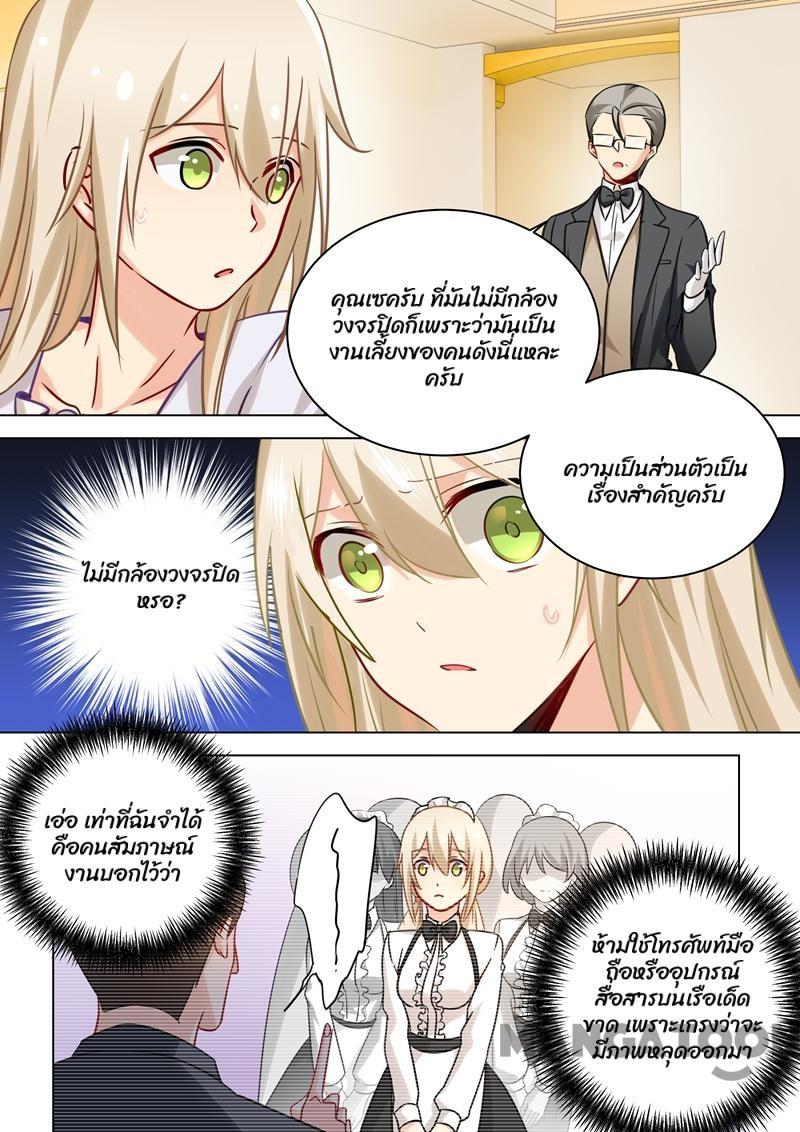 คุณเซครับ ที่มันไม่มีกล้อง
วงจรปิดก็เพราะว่ามันเป็น
งานเลี้ยงของคนดังนี่แหละ
ครับ
ความเป็นส่วนตัวเป็น
เรื่องสำคัญครับ
ไม่มีกล้องวงจรปิด
หรอ?
เอ่อ เท่าที่ฉันจำได้
คือคนสัมภาษณ์
งานบอกไว้ว่า
ห้ามใช้โทรศัพท์มือ
ถือหรืออุปกรณ์
สื่อสารบนเรือเด็ด
ขาด เพราะเกรงว่าจะ
มีภาพหลุดออกมา
MANGATOON